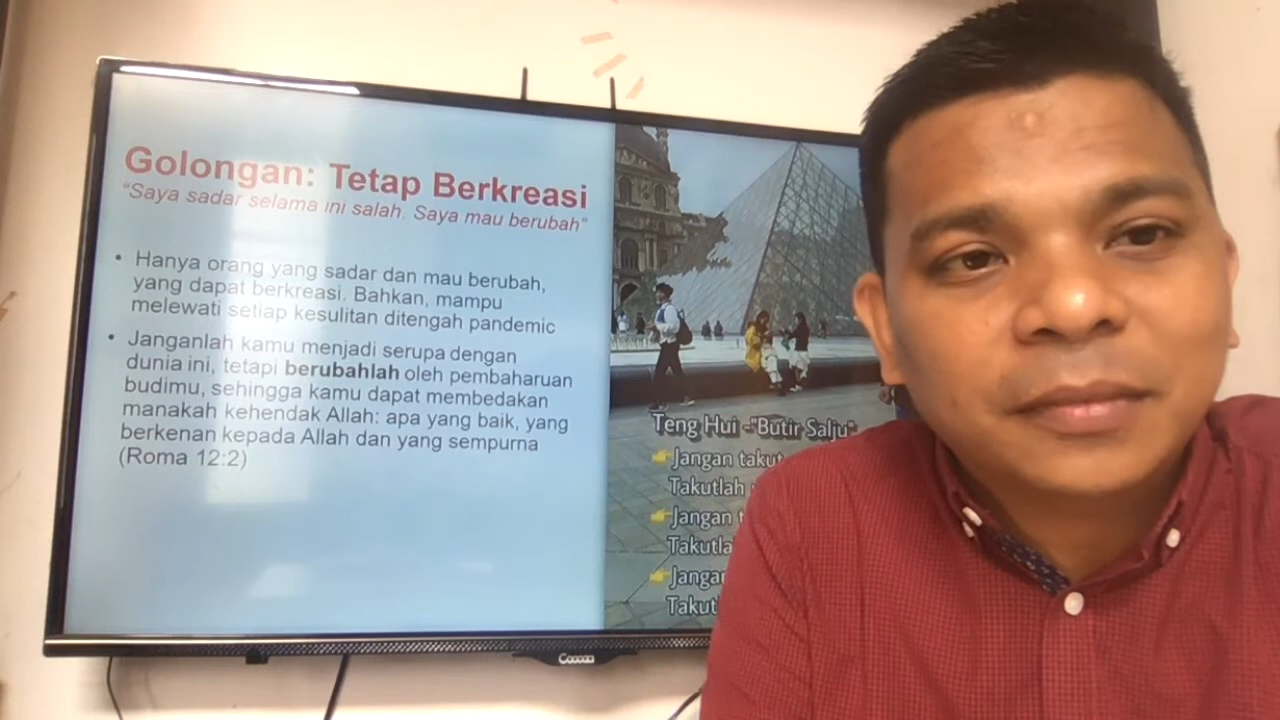 Golongan: Tetap Berkreasi
"Saya sadar selama ini salah. Saya mau berubah"
• Hanya orang yang sadar dan mau berubah,
yang dapat berkreasi. Bahkan, mampu
melewati setiap kesulitan ditengah pandemic
• Janganlah kamu menjadi serupa dengan
dunia ini, tetapi berubahlah oleh pembaharuan
budimu, sehingga kamu dapat membedakan
manakah kehendak Allah: apa yang baik, yang
berkenan kepada Allah dan yang sempurna
(Roma 12:2)
Teng Hui -"Butir Salju"
👉Jangan takut
Takutlah
👉Jangan
Takutla
👉Jangan
Takut
Coocaa